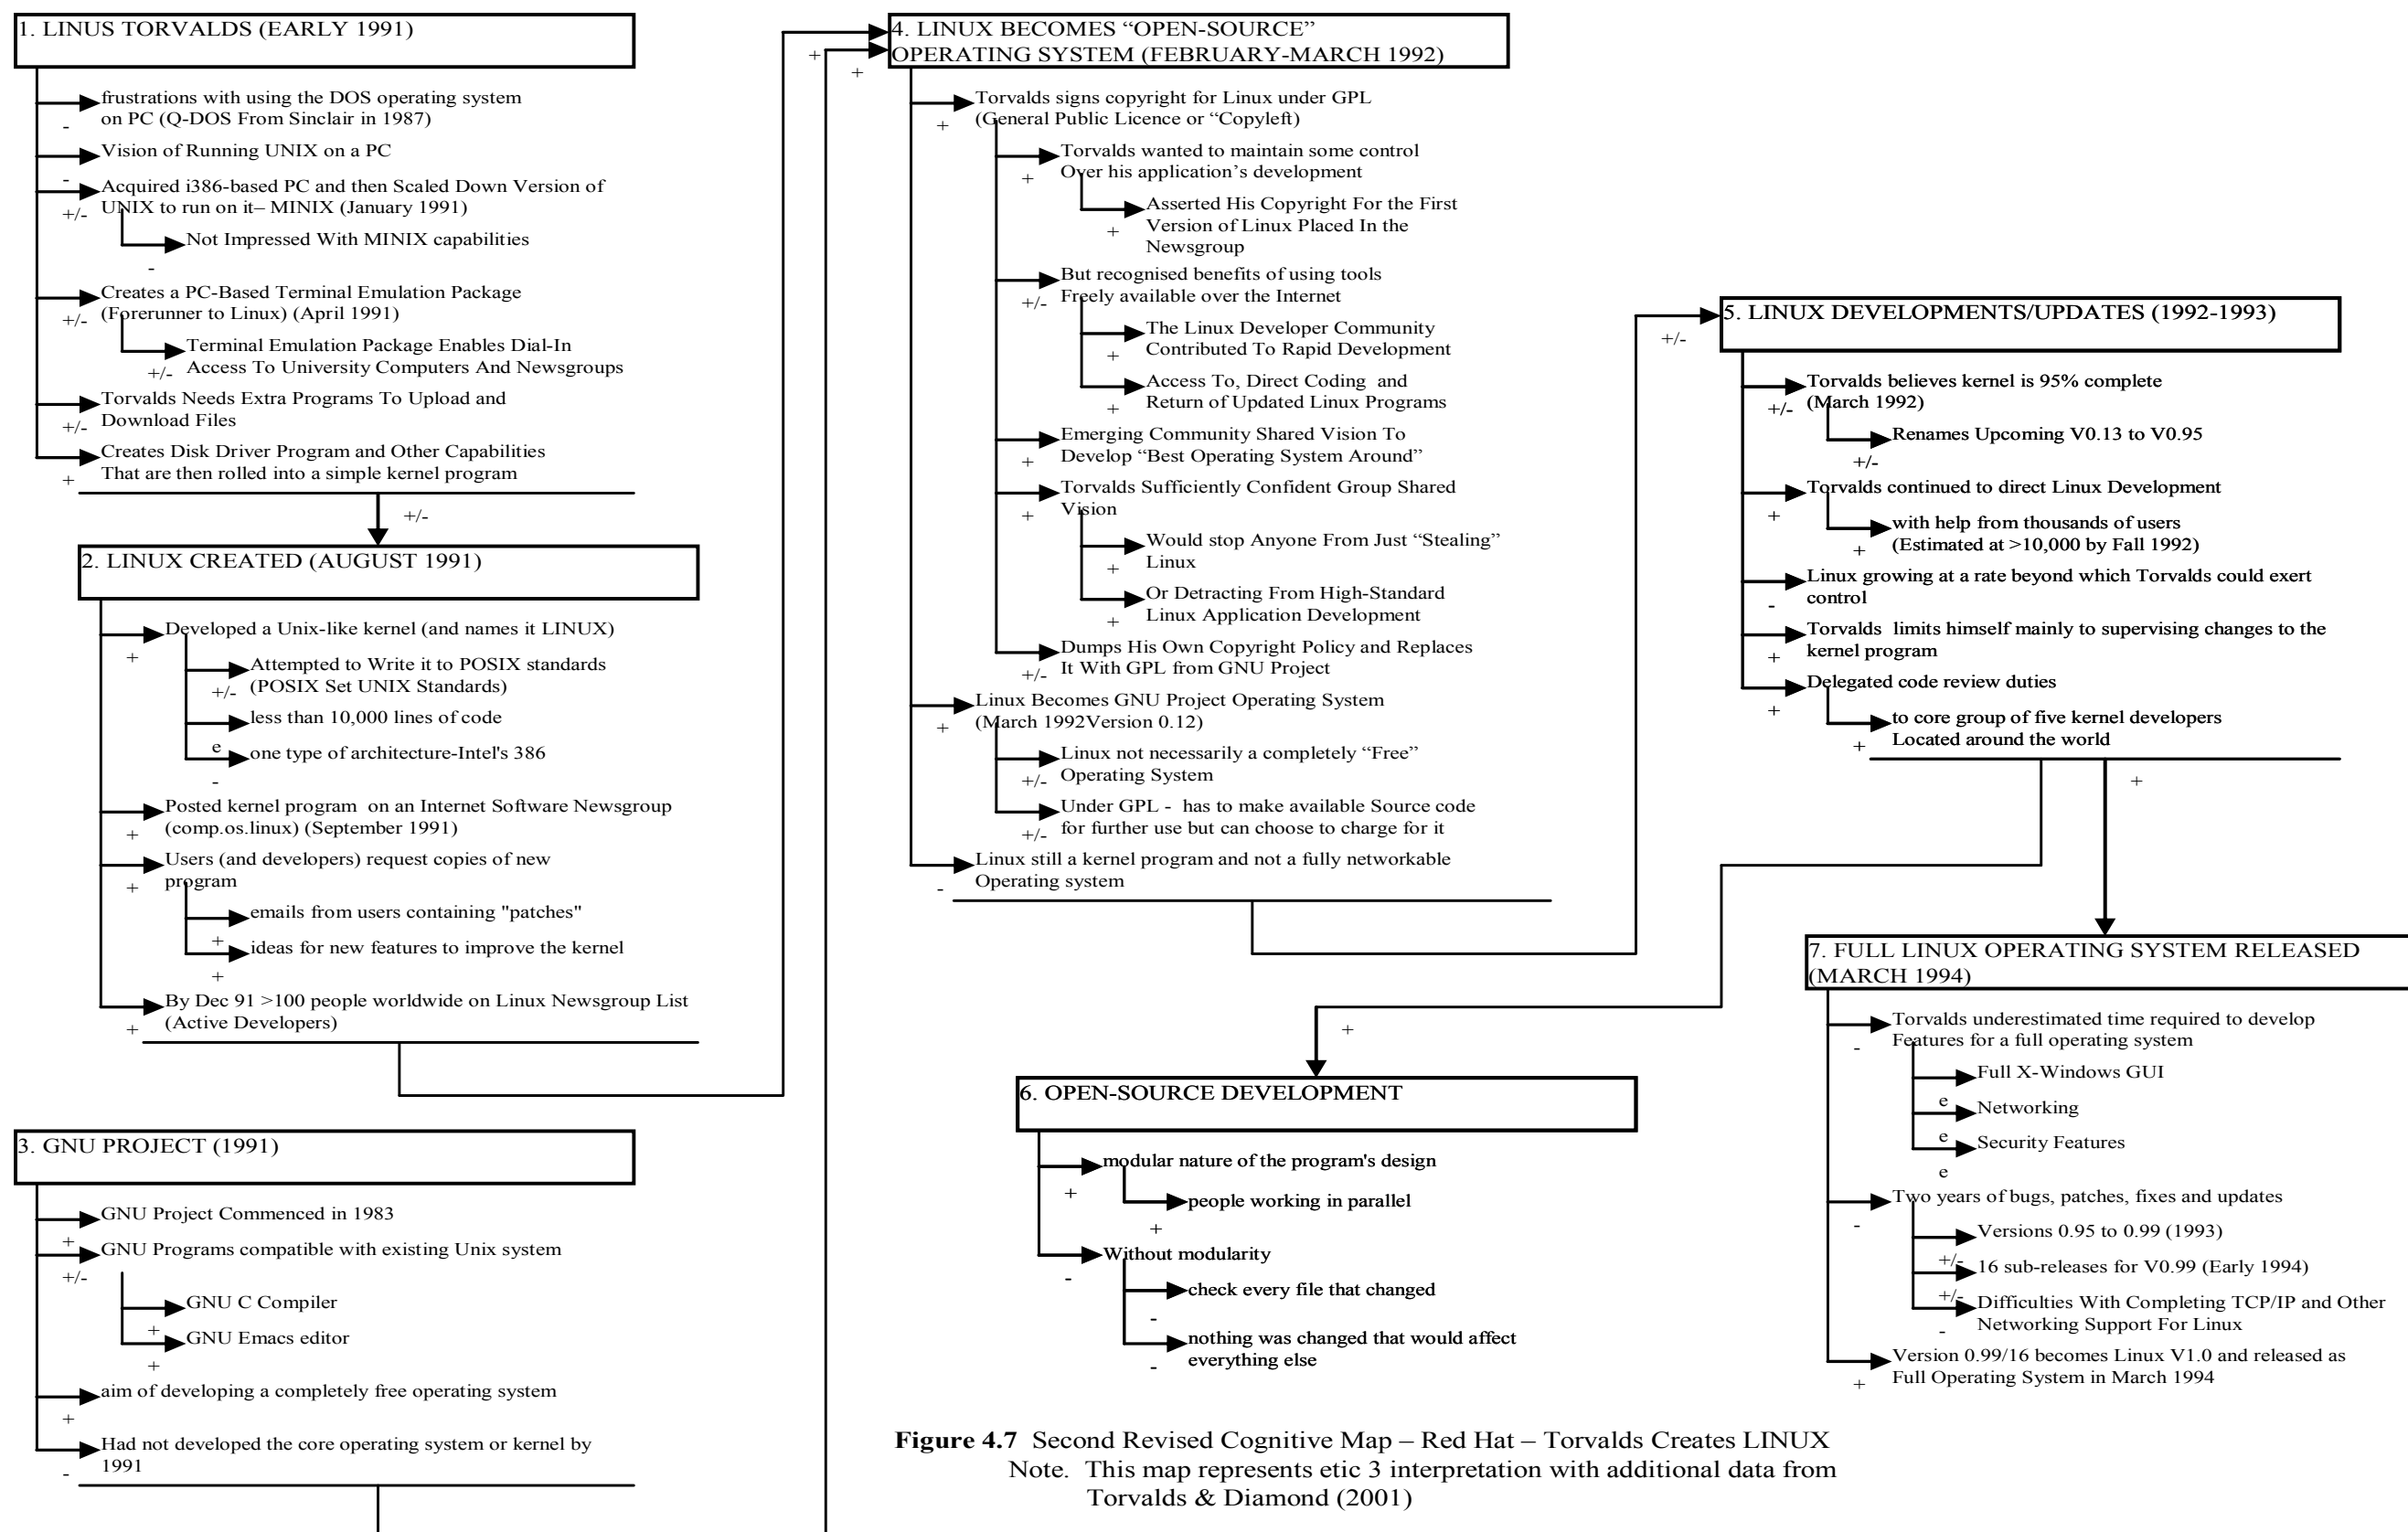 1. LINUS TORVALDS (EARLY 1991)
-
frustrations with using the DOS operating system
on PC (Q-DOS From Sinclair in 1987)
-
Vision of Running UNIX on a PC
+/-
Acquired i386-based PC and then Scaled Down Version of
UNIX to run on it– MINIX (January 1991)
-
Not Impressed With MINIX capabilities
+/-
Creates a PC-Based Terminal Emulation Package
(Forerunner to Linux) (April 1991)
+/-
Terminal Emulation Package Enables Dial-In
Access To University Computers And Newsgroups
+/-
Torvalds Needs Extra Programs To Upload and
Download Files
+
Creates Disk Driver Program and Other Capabilities
That are then rolled into a simple kernel program
+/-
2. LINUX CREATED (AUGUST 1991)
+
Developed a Unix-like kernel (and names it LINUX)
+/-
Attempted to Write it to POSIX standards
(POSIX Set UNIX Standards)
e
less than 10,000 lines of code
-
one type of architecture-Intel's 386
+
Posted kernel program on an Internet Software Newsgroup
(comp.os.linux) (September 1991)
+
Users (and developers) request copies of new
program
+
emails from users containing "patches"
+
ideas for new features to improve the kernel
+
By Dec 91 >100 people worldwide on Linux Newsgroup List
(Active Developers)
+
3. GNU PROJECT (1991)
+
GNU Project Commenced in 1983
+/-
GNU Programs compatible with existing Unix system
+
GNU C Compiler
+
GNU Emacs editor
+
aim of developing a completely free operating system
-
Had not developed the core operating system or kernel by
1991
+
4. LINUX BECOMES “OPEN-SOURCE”
OPERATING SYSTEM (FEBRUARY-MARCH 1992)
+
Torvalds signs copyright for Linux under GPL
(General Public Licence or “Copyleft)
+
Torvalds wanted to maintain some control
Over his application’s development
+
Asserted His Copyright For the First
Version of Linux Placed In the
Newsgroup
+/-
But recognised benefits of using tools
Freely available over the Internet
+
The Linux Developer Community
Contributed To Rapid Development
+
Access To, Direct Coding and
Return of Updated Linux Programs
+
Emerging Community Shared Vision To
Develop “Best Operating System Around”
+
Torvalds Sufficiently Confident Group Shared
Vision
+
Would stop Anyone From Just “Stealing”
Linux
+
Or Detracting From High-Standard
Linux Application Development
+/-
Dumps His Own Copyright Policy and Replaces
It With GPL from GNU Project
+
Linux Becomes GNU Project Operating System
(March 1992Version 0.12)
+/-
Linux not necessarily a completely “Free”
Operating System
+/-
Under GPL - has to make available Source code
for further use but can choose to charge for it
-
Linux still a kernel program and not a fully networkable
Operating system
+/-
5. LINUX DEVELOPMENTS/UPDATES (1992-1993)
+/-
Torvalds believes kernel is 95% complete
(March 1992)
+/-
Renames Upcoming V0.13 to V0.95
+
Torvalds continued to direct Linux Development
+
with help from thousands of users
(Estimated at >10,000 by Fall 1992)
-
Linux growing at a rate beyond which Torvalds could exert
control
+
Torvalds limits himself mainly to supervising changes to the
kernel program
+
Delegated code review duties
+
to core group of five kernel developers
Located around the world
+
6. OPEN-SOURCE DEVELOPMENT
+
modular nature of the program's design
+
people working in parallel
-
Without modularity
-
check every file that changed
-
nothing was changed that would affect
everything else
+
7. FULL LINUX OPERATING SYSTEM RELEASED
(MARCH 1994)
-
Torvalds underestimated time required to develop
Features for a full operating system
e
Full X-Windows GUI
e
Networking
e
Security Features
-
Two years of bugs, patches, fixes and updates
+/-
Versions 0.95 to 0.99 (1993)
+/-
16 sub-releases for V0.99 (Early 1994)
-
Difficulties With Completing TCP/IP and Other
Networking Support For Linux
+
Version 0.99/16 becomes Linux V1.0 and released as
Full Operating System in March 1994
Figure 4.7 Second Revised Cognitive Map – Red Hat – Torvalds Creates LINUX
Note. This map represents etic 3 interpretation with additional data from
Torvalds & Diamond (2001)